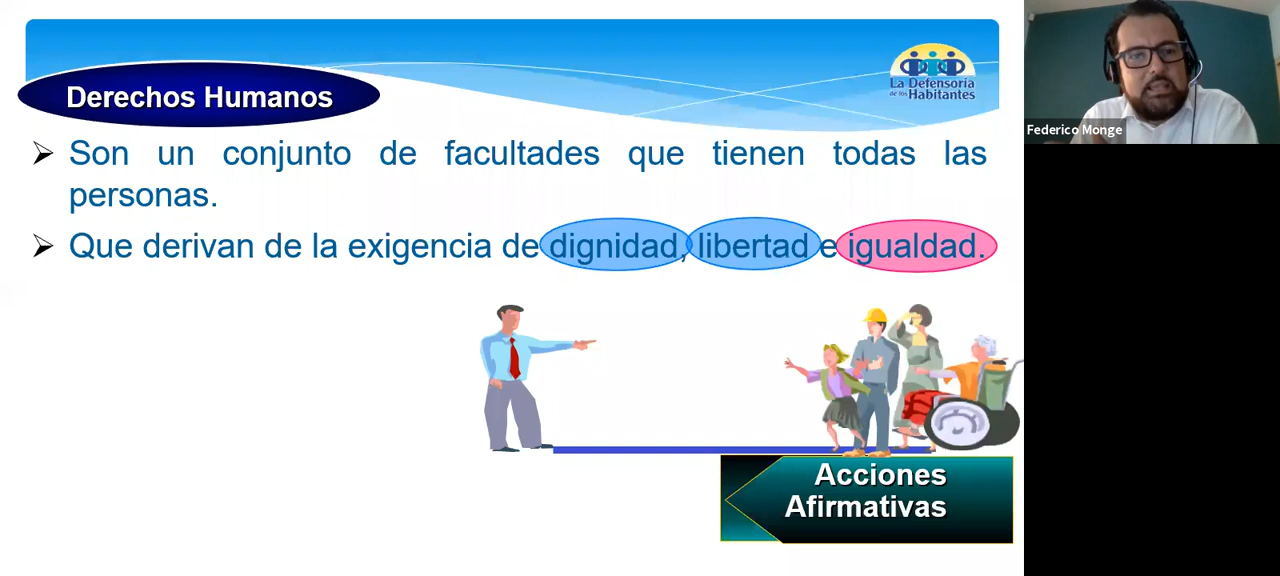 La Defensoría
de los Habitantes
Derechos Humanos
Son un conjunto de facultades que tienen todas las
personas.
Que derivan de la exigencia de dignidad, libertad e igualdad.
Acciones
Afirmativas
Federico Monge